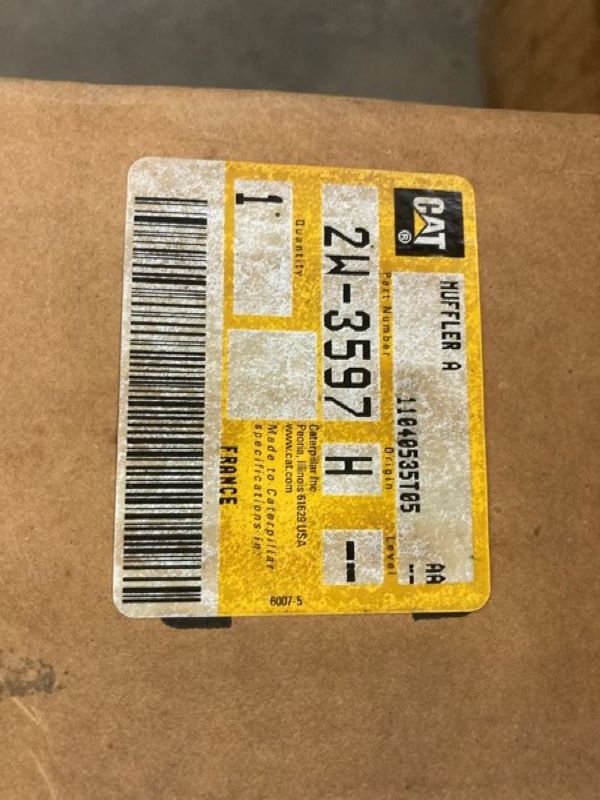 CAT®
MUFFLER A
AA
11040535T05
--
Part Number
Origin
Level
2W-3597
H
--
Quantity
1
Caterpillar Inc.
Peoria, Illinois 61629 USA
www.cat.com
Made to Caterpillar
specifications in:
FRANCE
6007-5